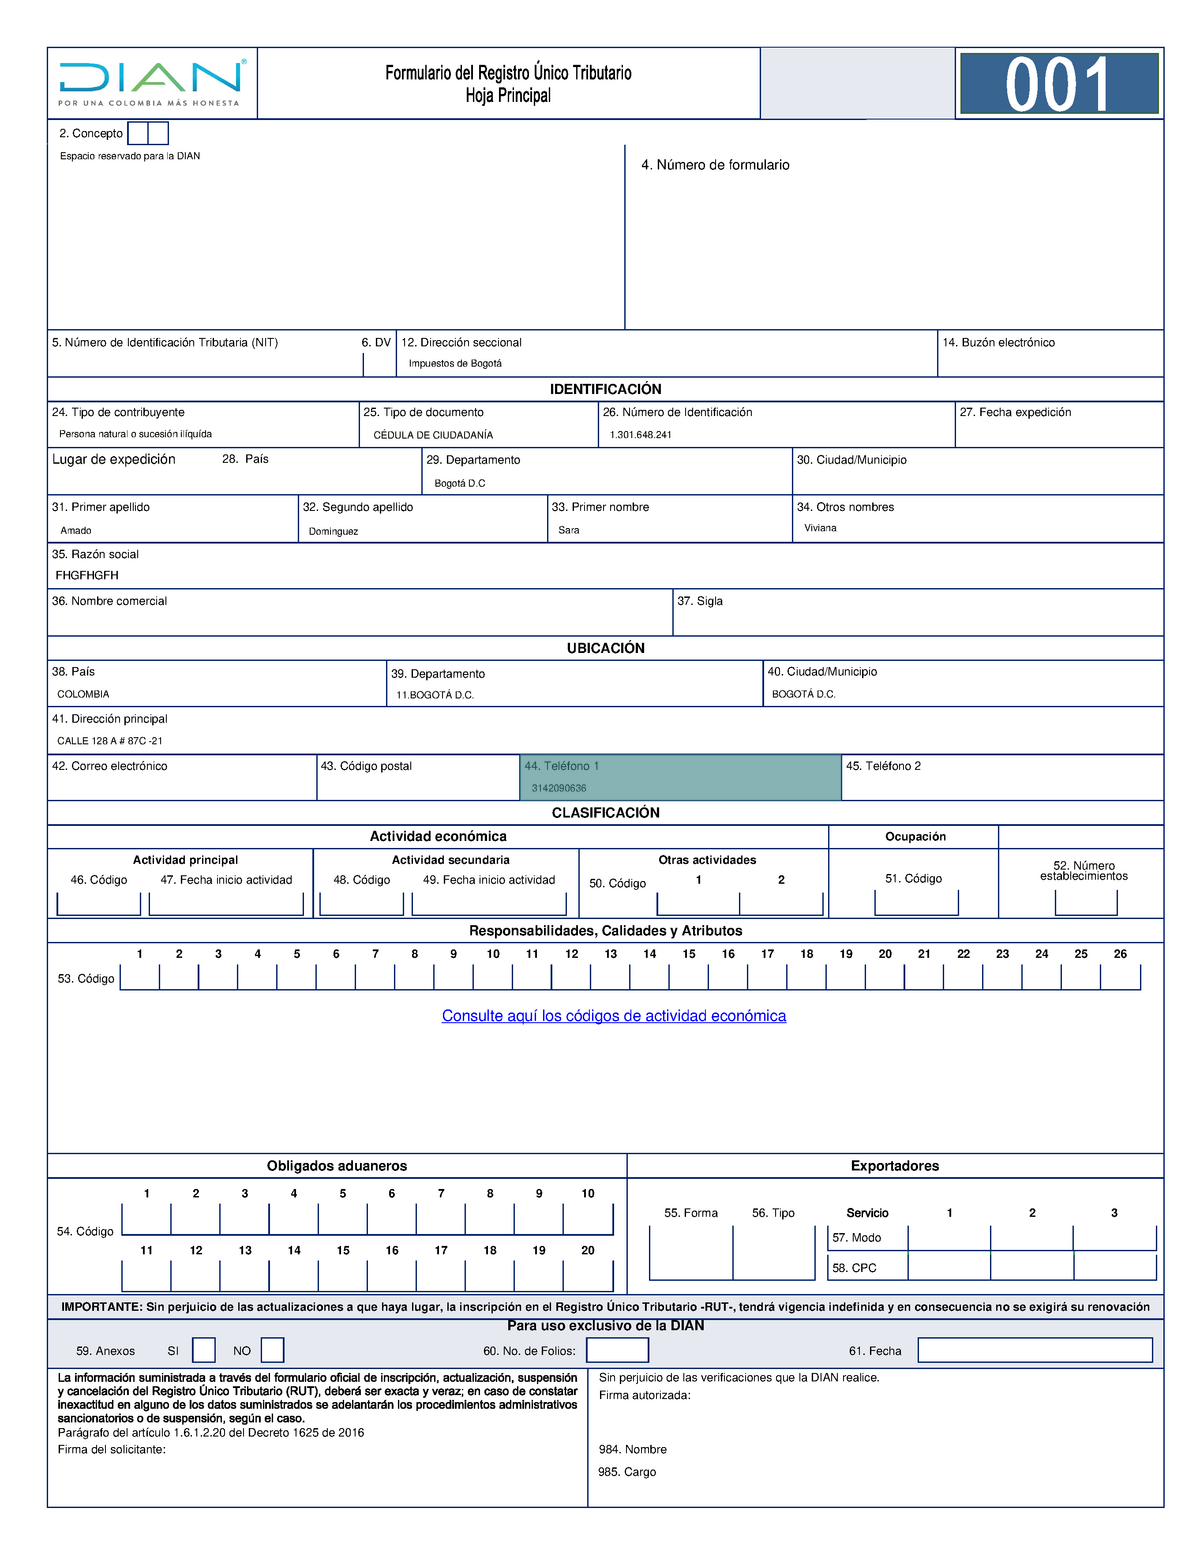 DIAN®
POR UNA COLOMBIA MÁS HONESTA
Formulario del Registro Único Tributario
Hoja Principal
001
2. Concepto
Espacio reservado para la DIAN
4. Número de formulario
5. Número de Identificación Tributaria (NIT) 6. DV 12. Dirección seccional 14. Buzón electrónico
Impuestos de Bogotá
IDENTIFICACIÓN
24. Tipo de contribuyente 25. Tipo de documento 26. Número de Identificación 27. Fecha expedición
Persona natural o sucesión ilíquída CÉDULA DE CIUDADANÍA 1.301.648.241
Lugar de expedición 28. País 29. Departamento 30. Ciudad/Municipio
Bogotá D.C
31. Primer apellido 32. Segundo apellido 33. Primer nombre 34. Otros nombres
Amado Dominguez Sara Viviana
35. Razón social
FHGFHGFH
36. Nombre comercial 37. Sigla
UBICACIÓN
38. País 39. Departamento 40. Ciudad/Municipio
COLOMBIA 11.BOGOTÁ D.C. BOGOTÁ D.C.
41. Dirección principal
CALLE 128 A # 87C -21
42. Correo electrónico 43. Código postal 44. Teléfono 1 45. Teléfono 2
3142090636
CLASIFICACIÓN
Actividad económica Ocupación
Actividad principal Actividad secundaria Otras actividades 52. Número establecimientos
46. Código 47. Fecha inicio actividad 48. Código 49. Fecha inicio actividad 50. Código 1 2 51. Código
Responsabilidades, Calidades y Atributos
1 2 3 4 5 6 7 8 9 10 11 12 13 14 15 16 17 18 19 20 21 22 23 24 25 26
53. Código
Consulte aquí los códigos de actividad económica
Obligados aduaneros Exportadores
1 2 3 4 5 6 7 8 9 10
54. Código
11 12 13 14 15 16 17 18 19 20
55. Forma 56. Tipo Servicio 1 2 3
57. Modo
58. CPC
IMPORTANTE: Sin perjuicio de las actualizaciones a que haya lugar, la inscripción en el Registro Único Tributario -RUT-, tendrá vigencia indefinida y en consecuencia no se exigirá su renovación
Para uso exclusivo de la DIAN
59. Anexos SI NO 60. No. de Folios: 61. Fecha
La información suministrada a través del formulario oficial de inscripción, actualización, suspensión
y cancelación del Registro Único Tributario (RUT), deberá ser exacta y veraz; en caso de constatar
inexactitud en alguno de los datos suministrados se adelantarán los procedimientos administrativos
sancionatorios o de suspensión, según el caso.
Parágrafo del artículo 1.6.1.2.20 del Decreto 1625 de 2016
Firma del solicitante:
Sin perjuicio de las verificaciones que la DIAN realice.
Firma autorizada:
984. Nombre
985. Cargo